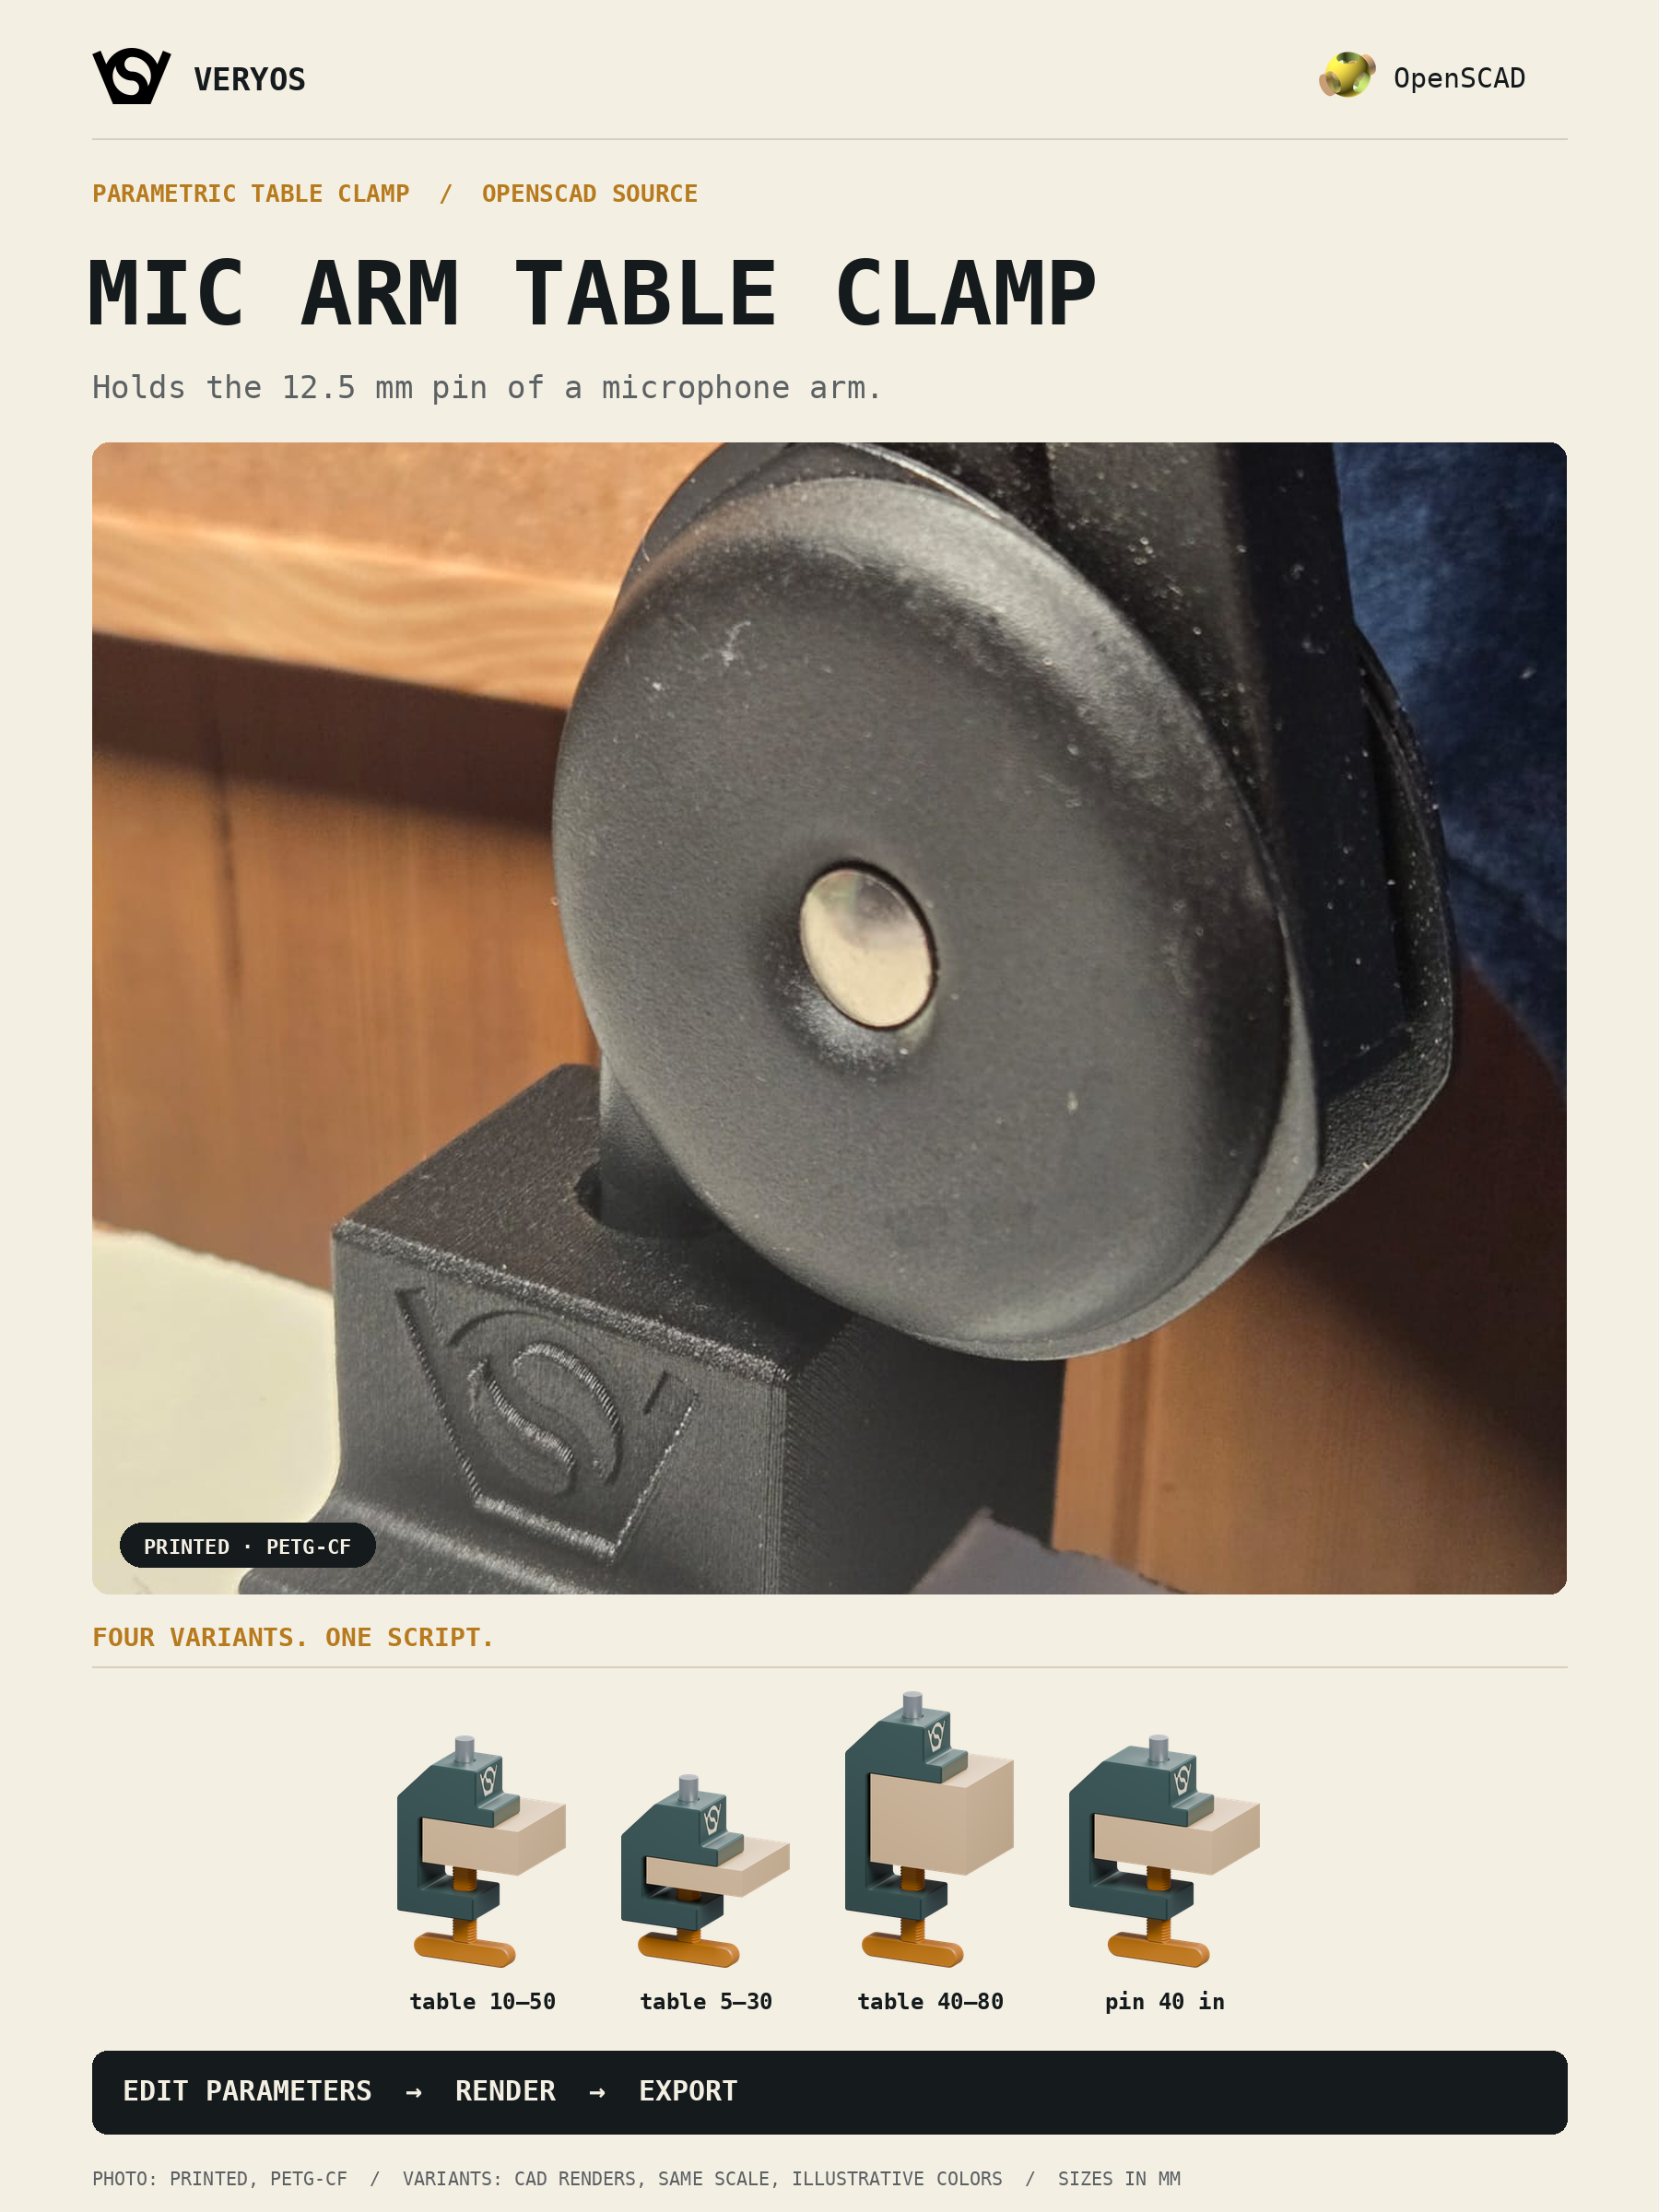 VERYOS
OpenSCAD
PARAMETRIC TABLE CLAMP / OPENSCAD SOURCE
MIC ARM TABLE CLAMP
Holds the 12.5 mm pin of a microphone arm.
PRINTED · PETG-CF
FOUR VARIANTS. ONE SCRIPT.
table 10–50
table 5–30
table 40–80
pin 40 in
EDIT PARAMETERS → RENDER → EXPORT
PHOTO: PRINTED, PETG-CF / VARIANTS: CAD RENDERS, SAME SCALE, ILLUSTRATIVE COLORS / SIZES IN MM